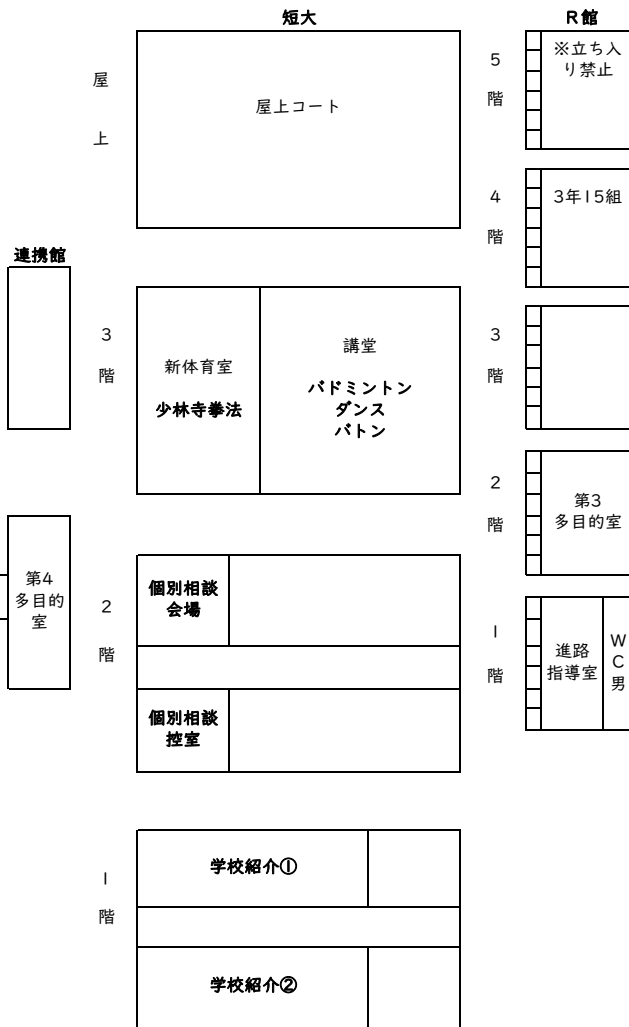 短大
R館
屋
上
屋上コート
5
階
※立ち入
り禁止
4
階
3年15組
連携館
3
階
新体育室
少林寺拳法
講堂
バドミントン
ダンス
バトン
3
階
2
階
第3
多目的室
第4
多目的
室
2
階
個別相談
会場
個別相談
控室
1
階
進路
指導室
W
C
男
1
階
学校紹介①
学校紹介②